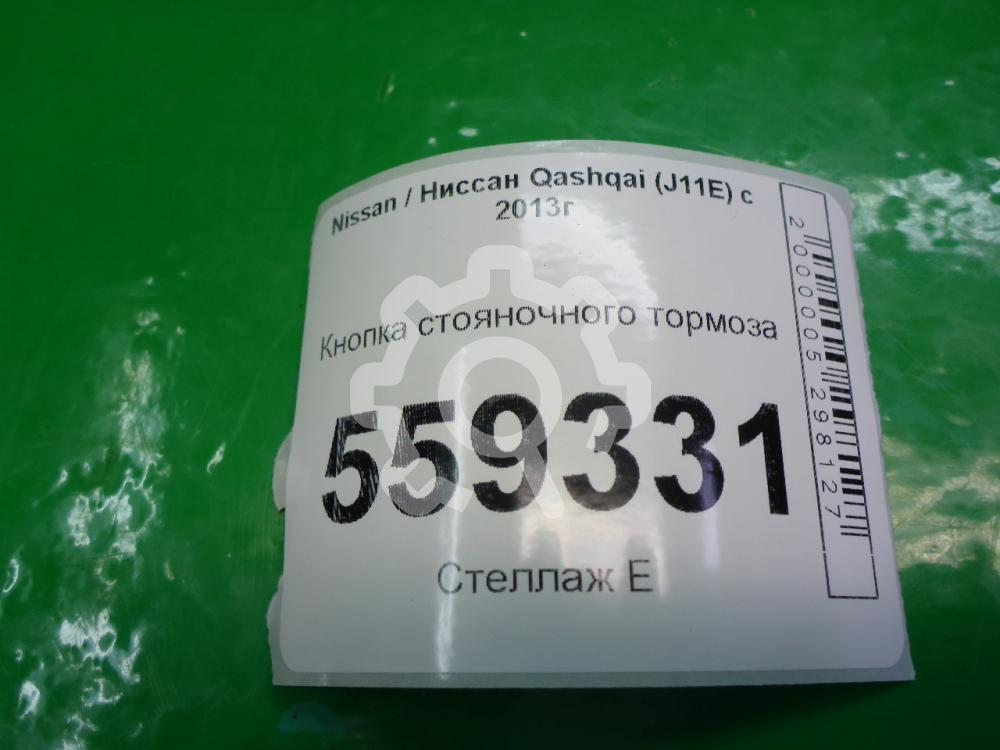 Nissan / Ниссан Qashqai (J11E) с
2013г
Кнопка стояночного тормоза
559331
Стеллаж E
2000005298127